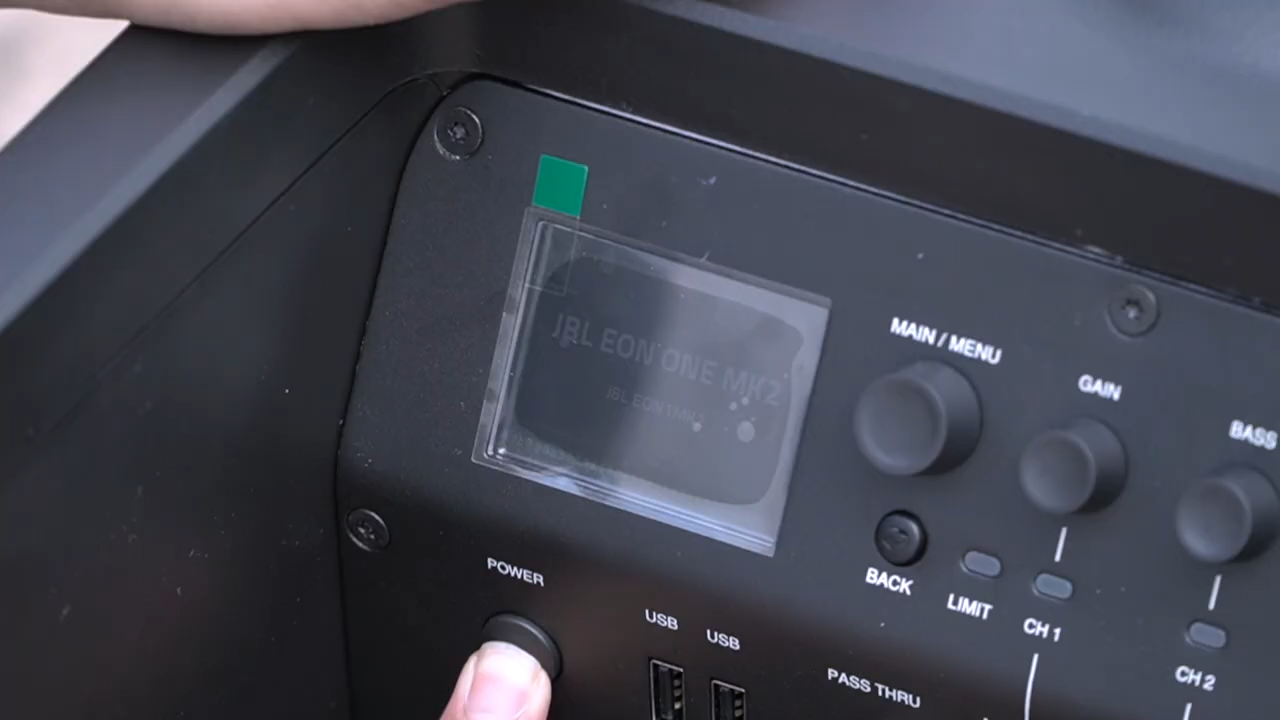 JBL EON ONE MK2
JBL EON1MK2
MAIN / MENU
GAIN
BASS
BACK
LIMIT
CH 1
CH 2
POWER
USB
USB
PASS THRU